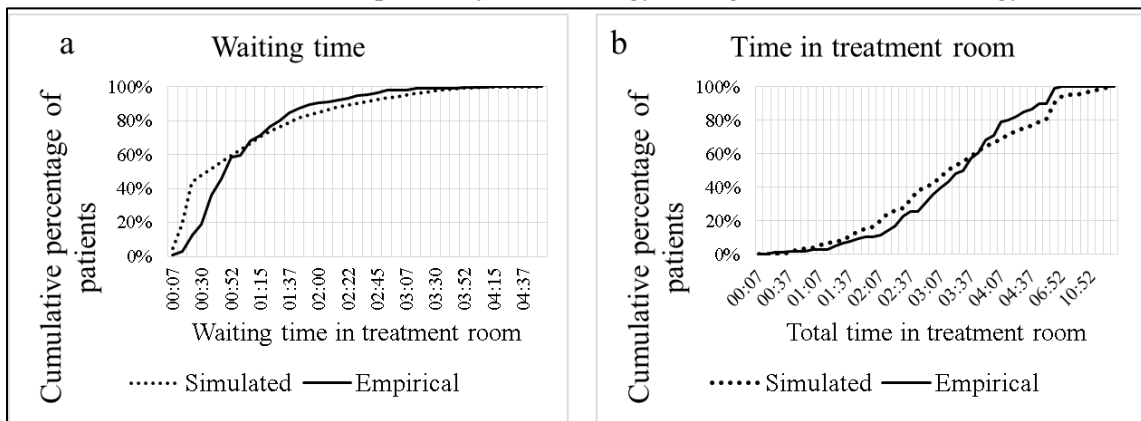 a
Waiting time
Cumulative percentage of
patients
100%
80%
60%
40%
20%
0%
00:07
00:30
00:52
01:15
01:37
02:00
02:22
02:45
03:07
03:30
03:52
04:15
04:37
Waiting time in treatment room
Simulated
Empirical
b
Time in treatment room
Cumulative percentage of
patients
100%
80%
60%
40%
20%
0%
00:07
00:37
01:07
01:37
02:07
02:37
03:07
03:37
04:07
04:37
06:52
10:52
Total time in treatment room
Simulated
Empirical